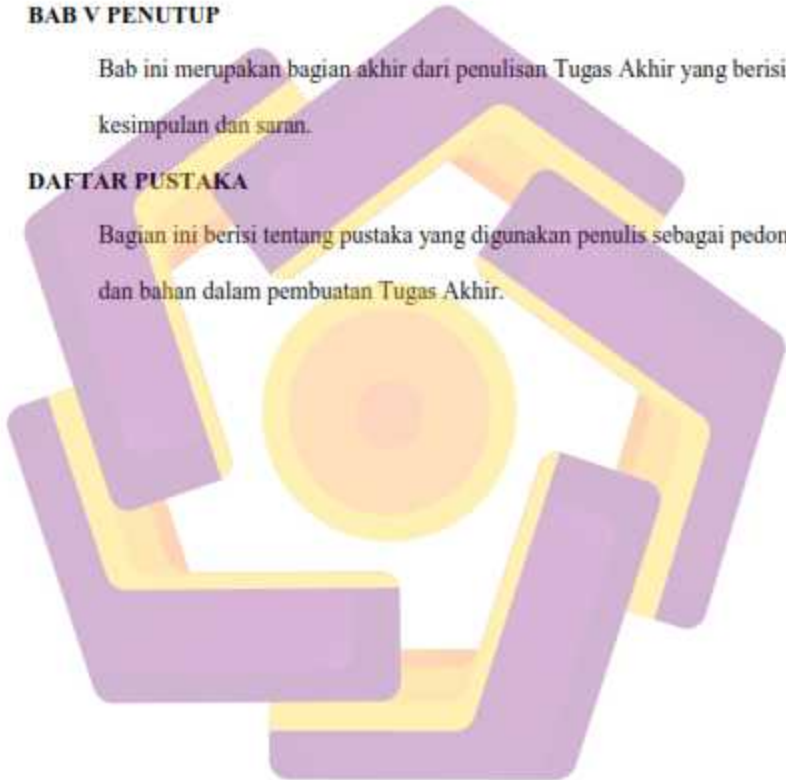 BAB V PENUTUP
Bab ini merupakan bagian akhir dari penulisan Tugas Akhir yang berisi
kesimpulan dan saran.
DAFTAR PUSTAKA
Bagian ini berisi tentang pustaka yang digunakan penulis sebagai
dan bahan dalam pembuatan Tugas Akhir.